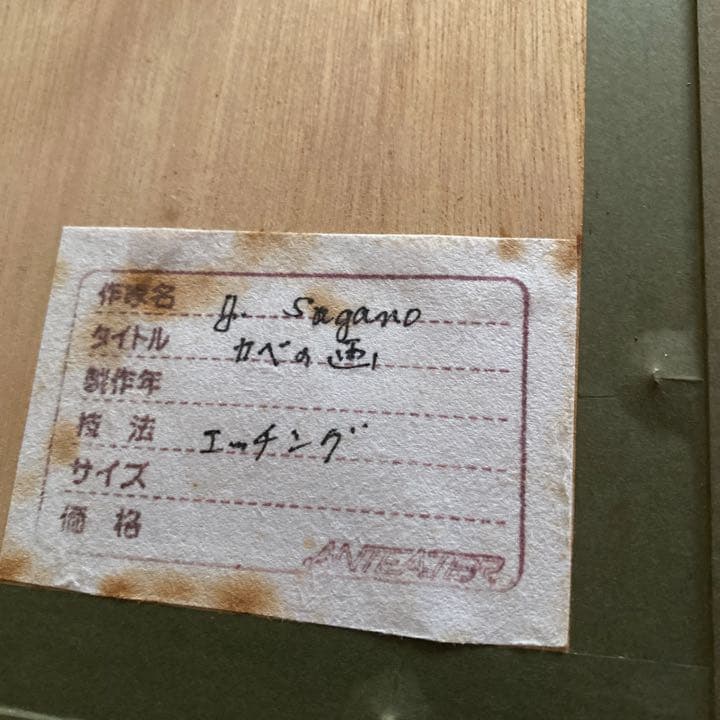 作家名 J. Sagano
タイトル カベの画
製作年
技法 エッチング
サイズ
価格
ANTEATER